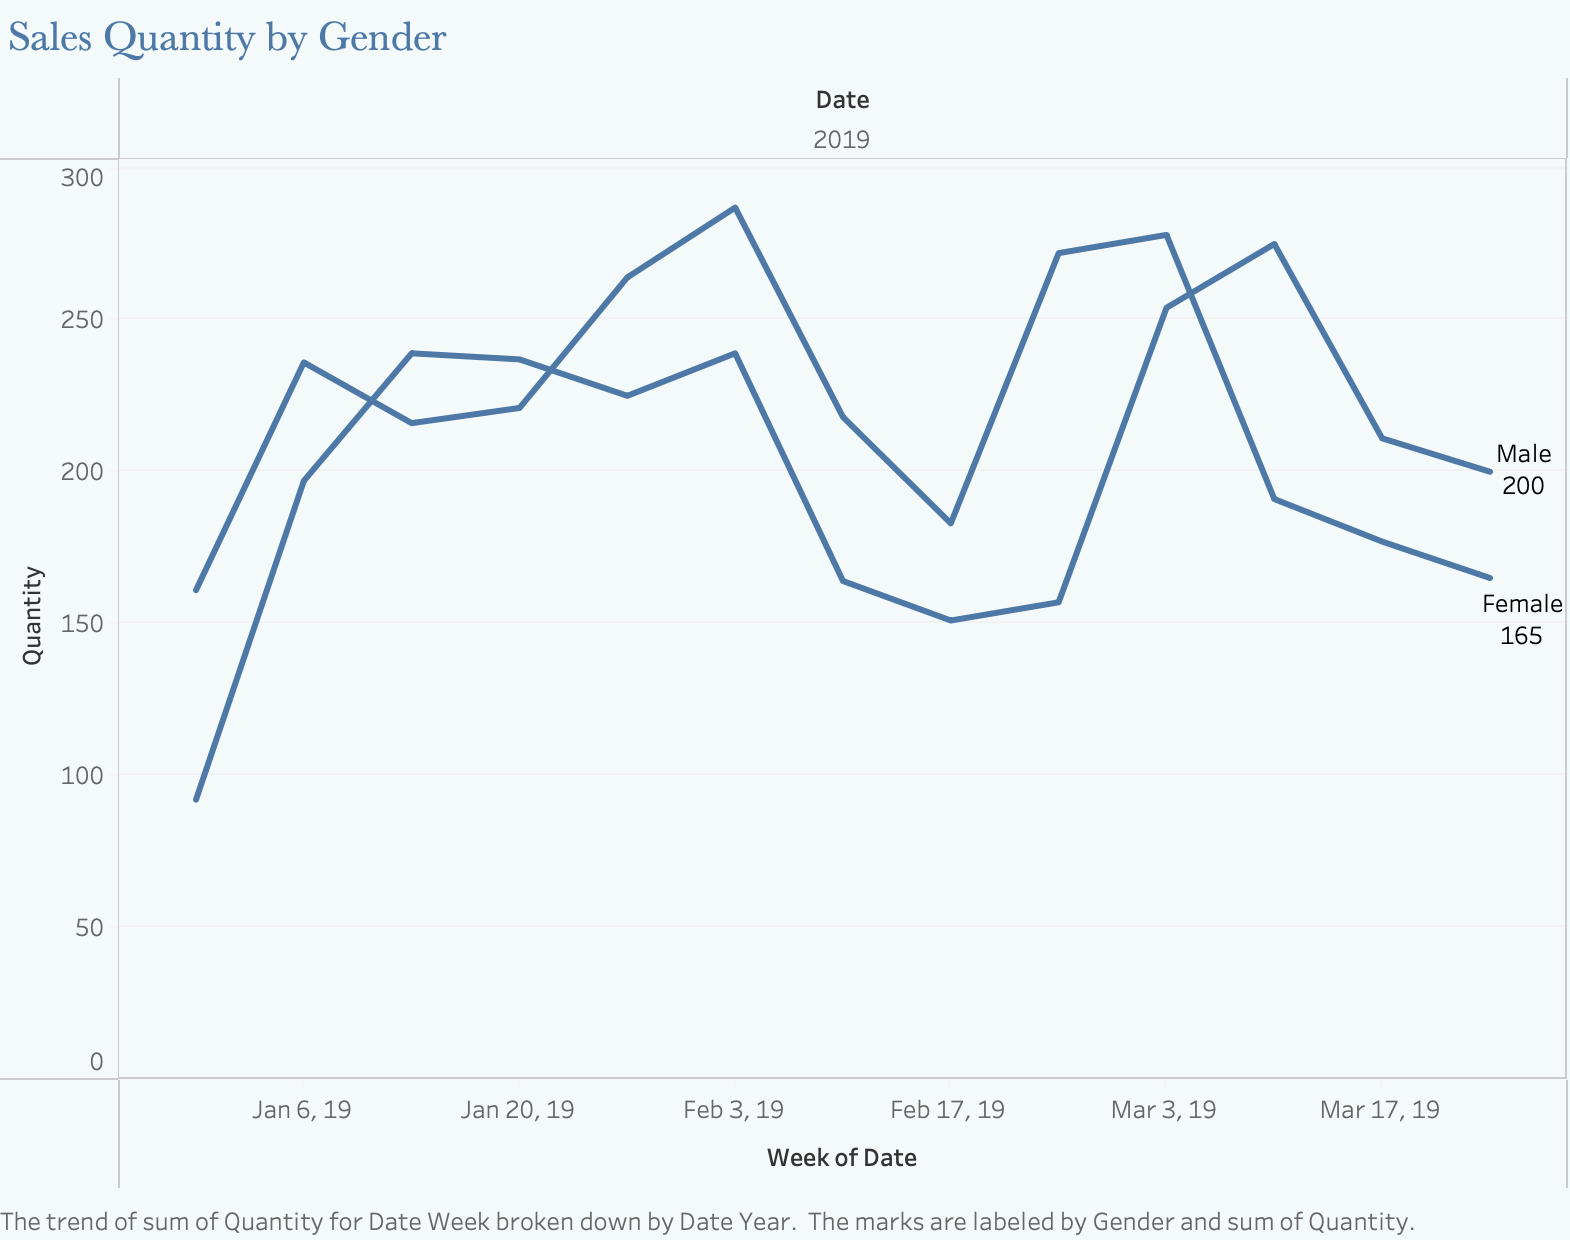 Sales Quantity by Gender
Date
2019
300
250
200
150
100
50
0
Quantity
Male
200
Female
165
Jan 6, 19 Jan 20, 19 Feb 3, 19 Feb 17, 19 Mar 3, 19 Mar 17, 19
Week of Date
The trend of sum of Quantity for Date Week broken down by Date Year.  The marks are labeled by Gender and sum of Quantity.